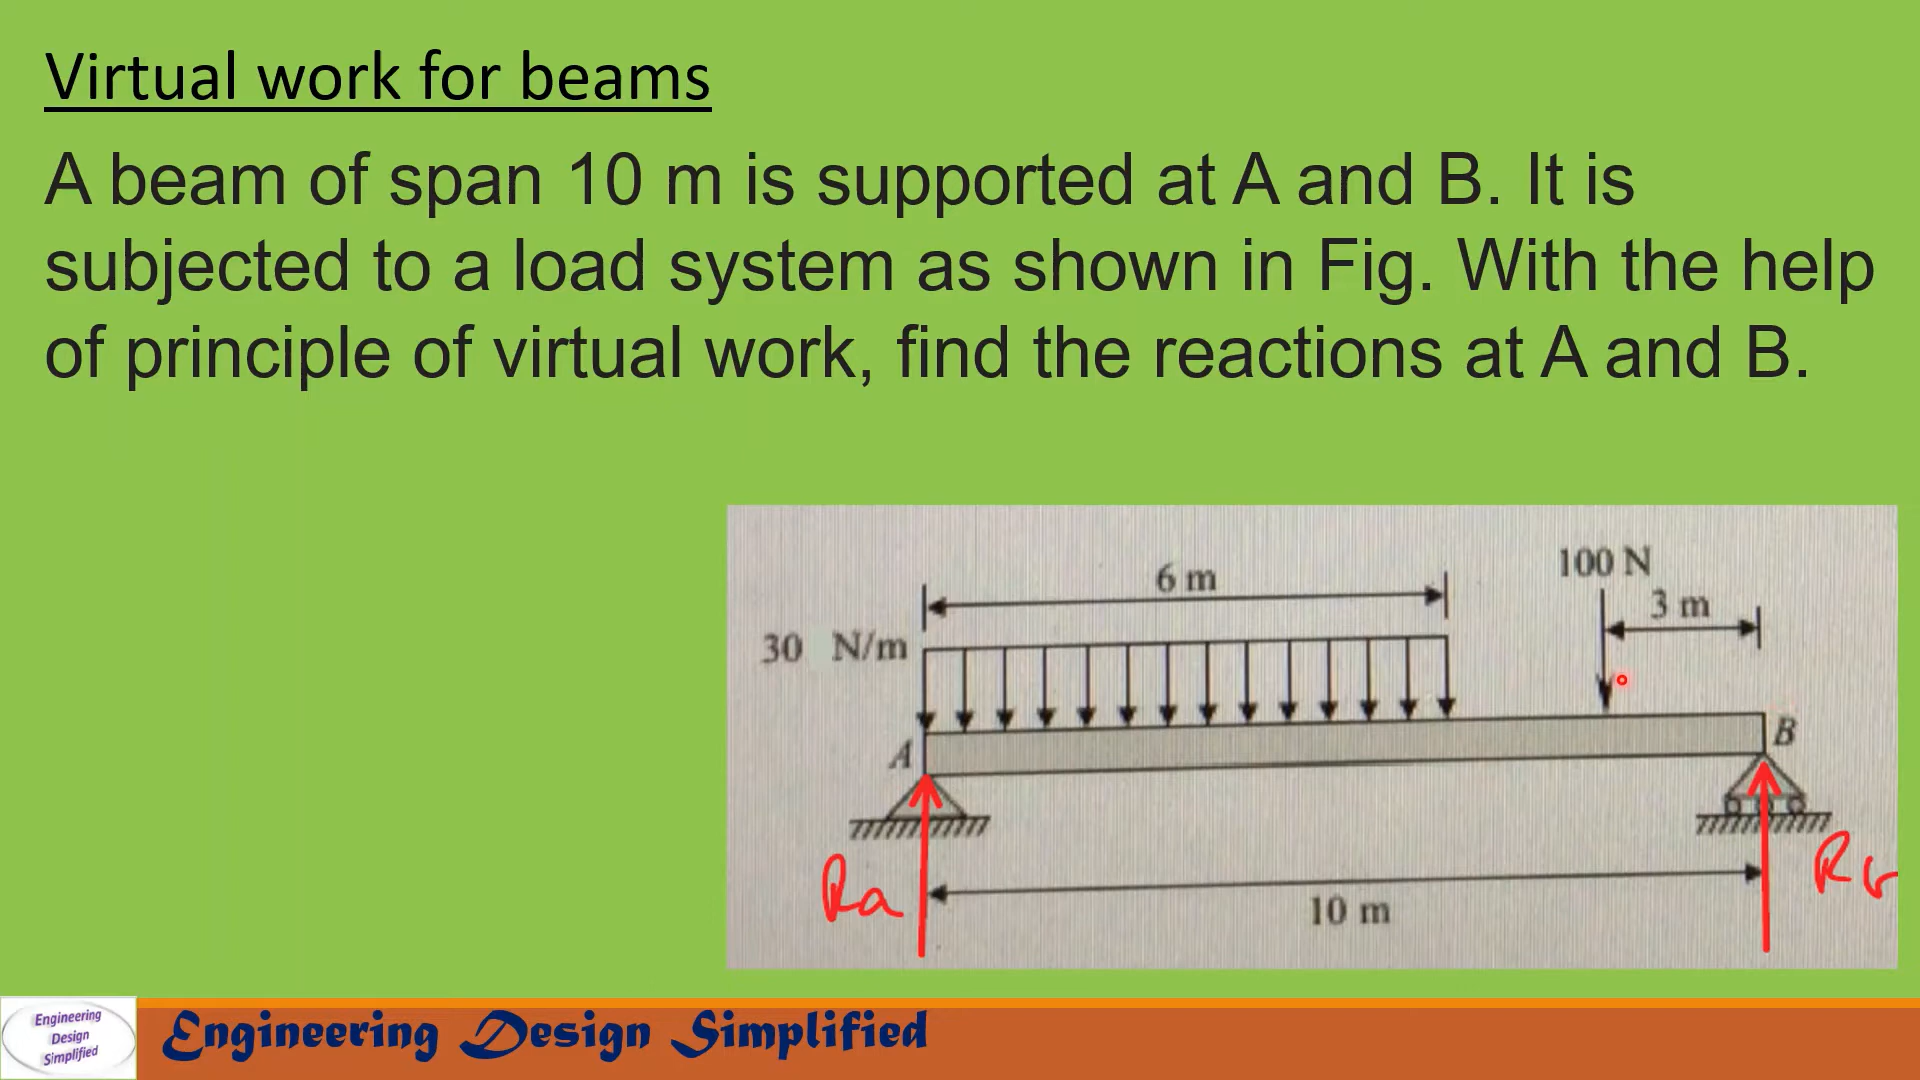 Virtual work for beams
A beam of span 10 m is supported at A and B. It is
subjected to a load system as shown in Fig. With the help
of principle of virtual work, find the reactions at A and B.
100 N
6 m
3 m
30 N/m
A
B
Ra
10 m
Engineering
Design
Simplified
Engineering Design Simplified